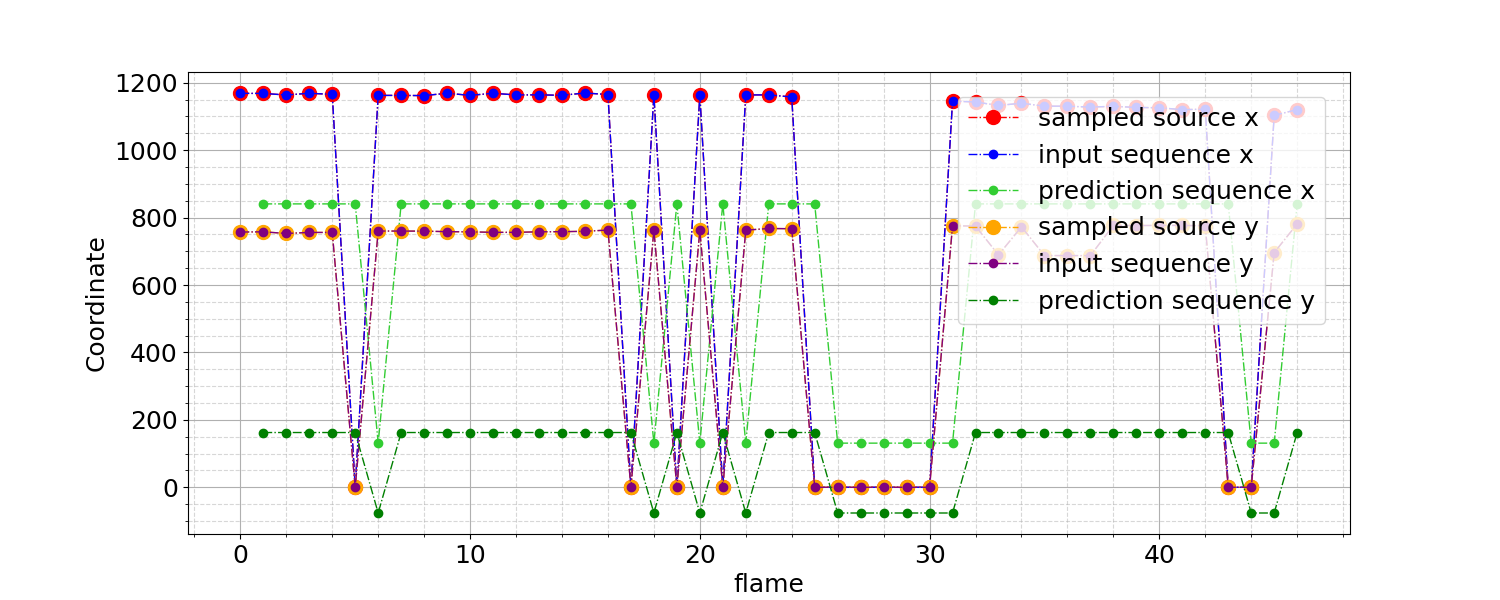 1200
1000
800
600
400
200
0
Coordinate
sampled source x
input sequence x
prediction sequence x
sampled source y
input sequence y
prediction sequence y
0 10 20 30 40
flame